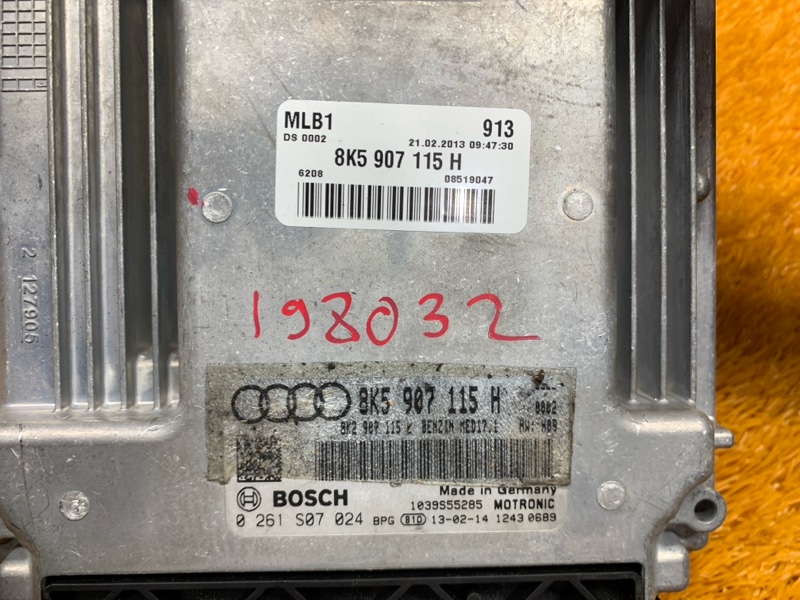 MLB1 913
DS 0002 21.02.2013 09:47:30
8K5 907 115 H
6208 08519047
2 127906
198032
8K5 907 115 H
0002
8K2 907 115 K BENZIN MED17.1 HW: H09
BOSCH Made in Germany
1039S55285 MOTRONIC
0 261 S07 024 BPG 810 13-02-14 1243 0689